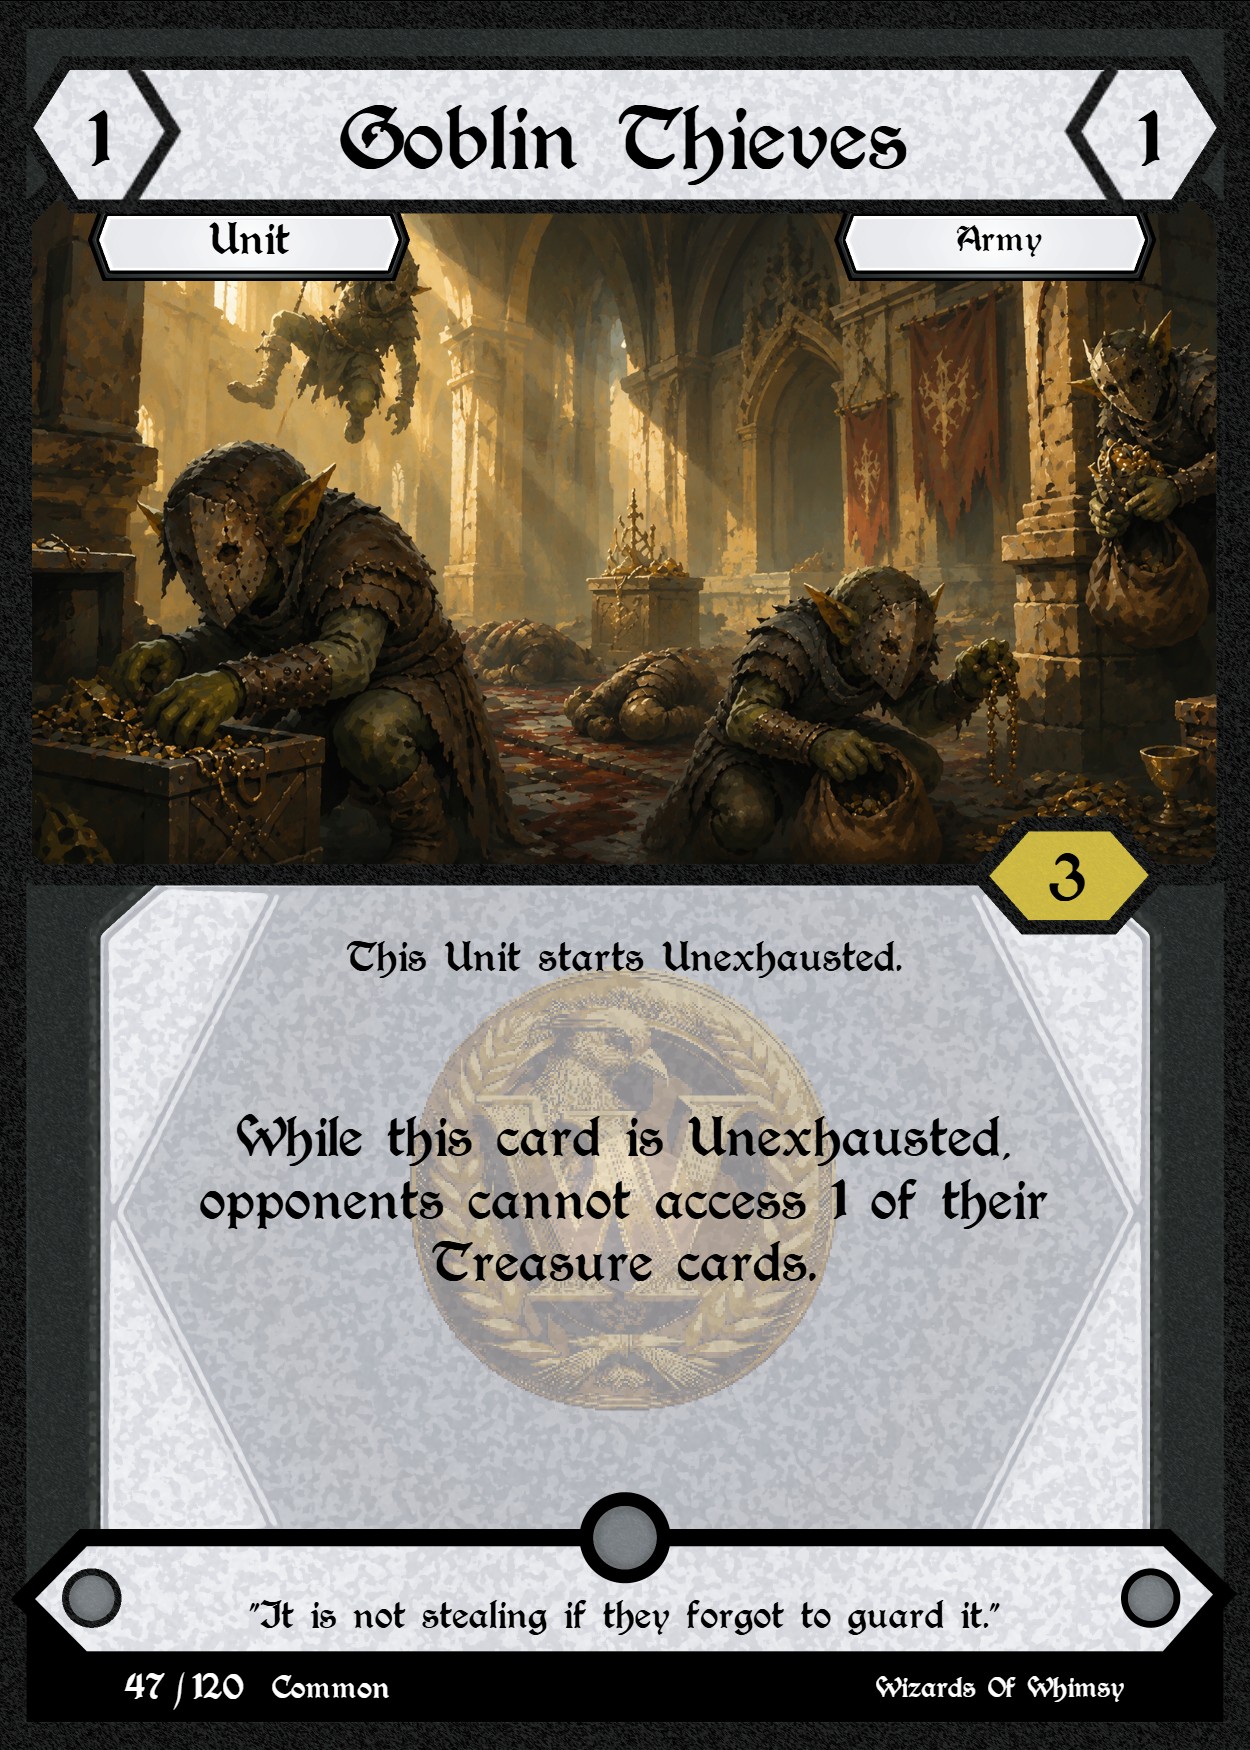 1 Goblin Thieves 1
Unit Army
3
This Unit starts Unexhausted.
While this card is Unexhausted,
opponents cannot access 1 of their
Treasure cards.
W
"It is not stealing if they forgot to guard it."
47 / 120 Common Wizards Of Whimsy